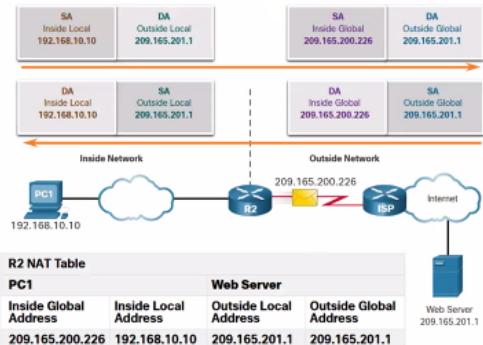 SA
Inside Local
192.168.10.10
DA
Outside Local
209.165.201.1
SA
Inside Global
209.165.200.226
DA
Outside Global
209.165.201.1
DA
Inside Local
192.168.10.10
SA
Outside Local
209.165.201.1
DA
Inside Global
209.165.200.226
SA
Outside Global
209.165.201.1
Inside Network
Outside Network
209.165.200.226
PC1
R2
ISP
Internet
192.168.10.10
Web Server
209.165.201.1
R2 NAT Table
PC1
Web Server
Inside Global
Address
Inside Local
Address
Outside Local
Address
Outside Global
Address
209.165.200.226 192.168.10.10 209.165.201.1 209.165.201.1